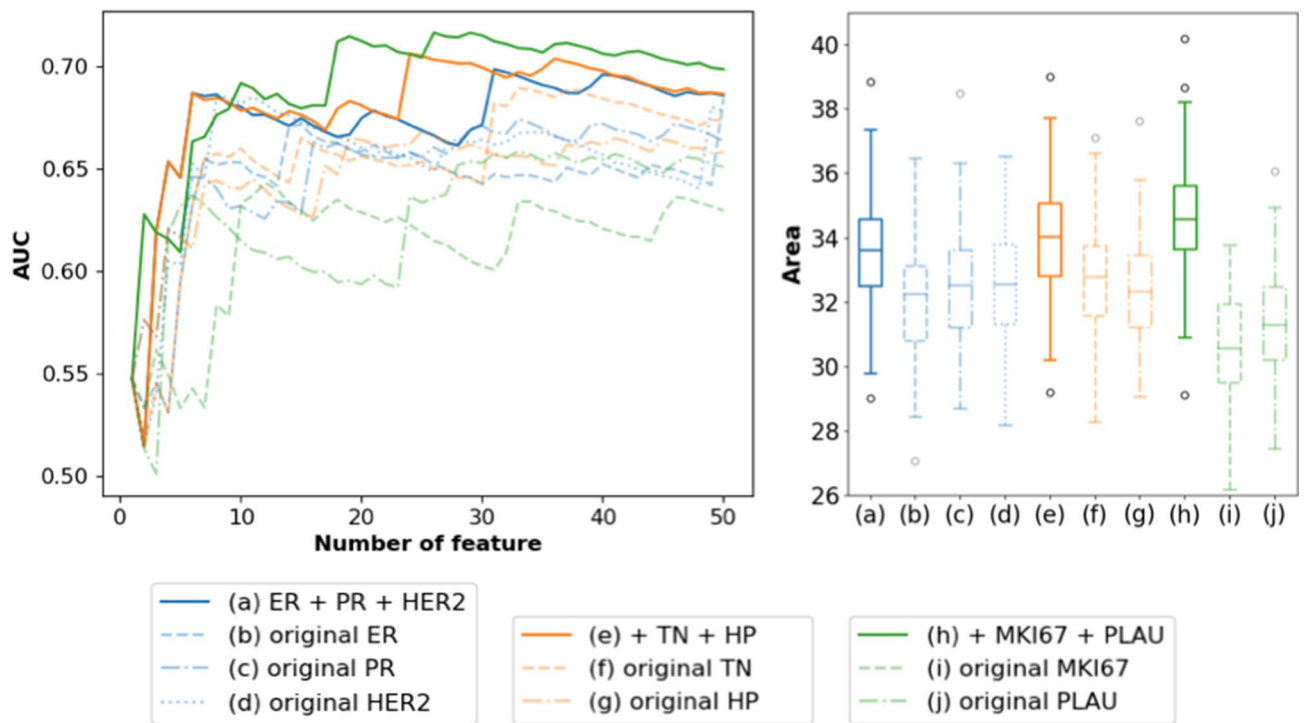 0.70
0.65
0.60
0.55
0.50
AUC
0 10 20 30 40 50
Number of feature
40
38
36
34
32
30
28
26
Area
(a) (b) (c) (d) (e) (f) (g) (h) (i) (j)
(a) ER + PR + HER2
(b) original ER
(c) original PR
(d) original HER2
(e) + TN + HP
(f) original TN
(g) original HP
(h) + MKI67 + PLAU
(i) original MKI67
(j) original PLAU